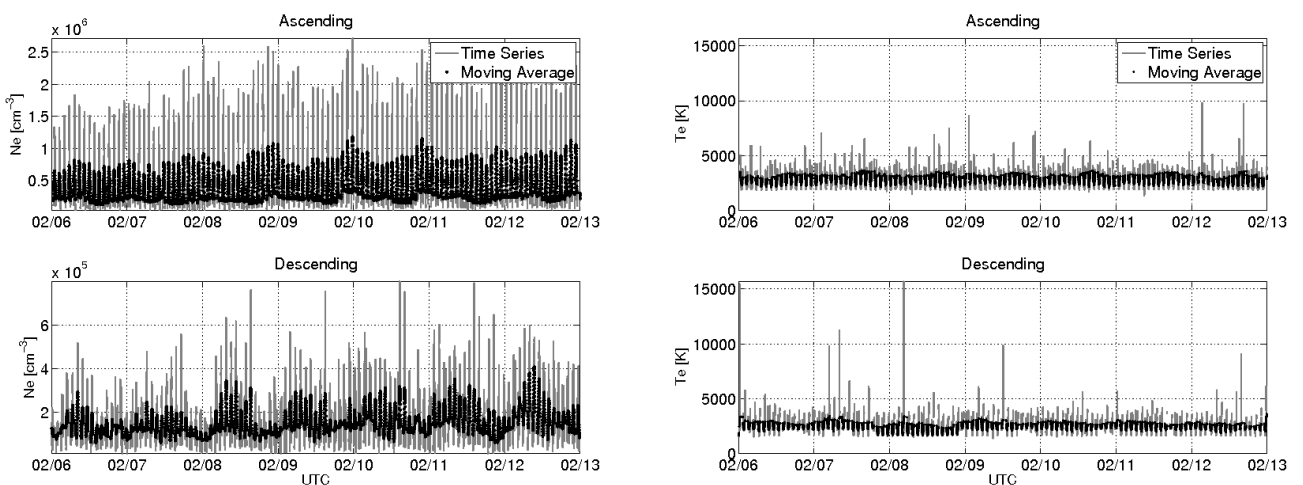 Ascending
x 10^6
Ne [cm^−3]
2.5
2
1.5
1
0.5
Time Series
Moving Average
02/06 02/07 02/08 02/09 02/10 02/11 02/12 02/13
Ascending
Te [K]
15000
10000
5000
0
Time Series
Moving Average
02/06 02/07 02/08 02/09 02/10 02/11 02/12 02/13
Descending
x 10^5
Ne [cm^−3]
6
4
2
02/06 02/07 02/08 02/09 02/10 02/11 02/12 02/13
UTC
Descending
Te [K]
15000
10000
5000
0
02/06 02/07 02/08 02/09 02/10 02/11 02/12 02/13
UTC